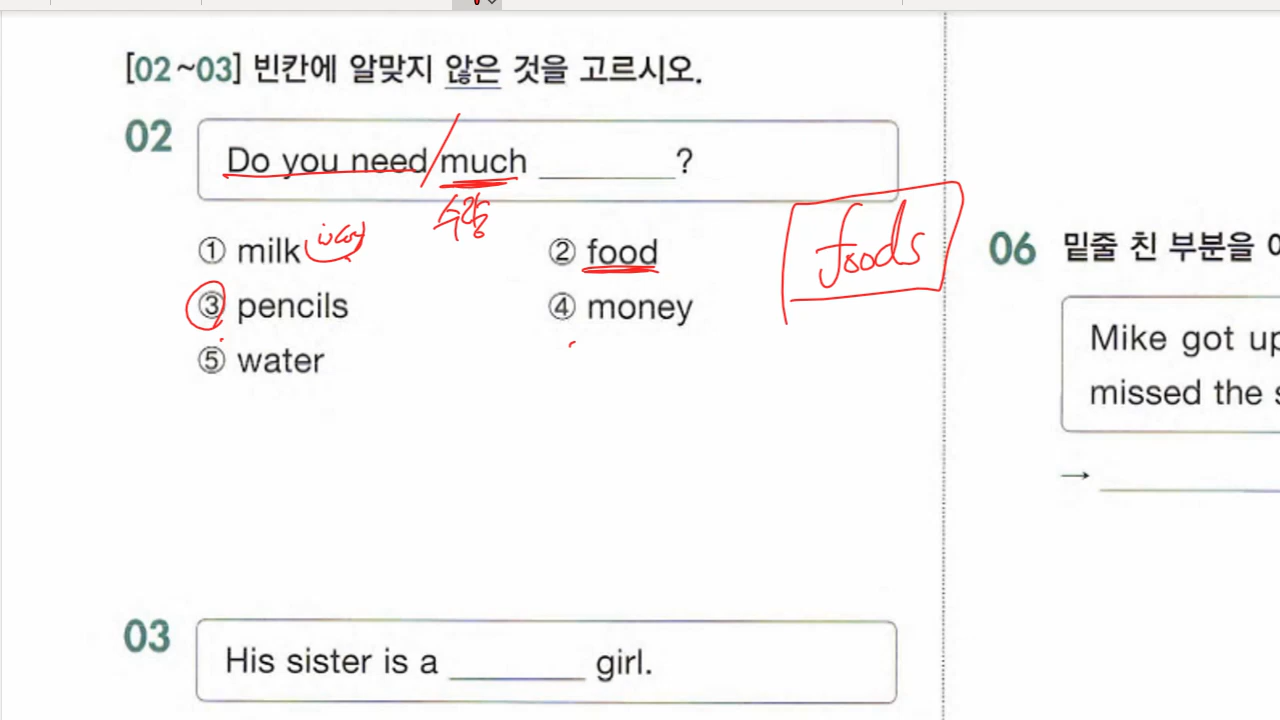 [02~03] 빈칸에 알맞지 않은 것을 고르시오.
02
Do you need much ________?
수량
① milk
② food
foods
③ pencils
④ money
⑤ water
03
His sister is a ________ girl.
06 밑줄 친 부분을
Mike got up
missed the s
→